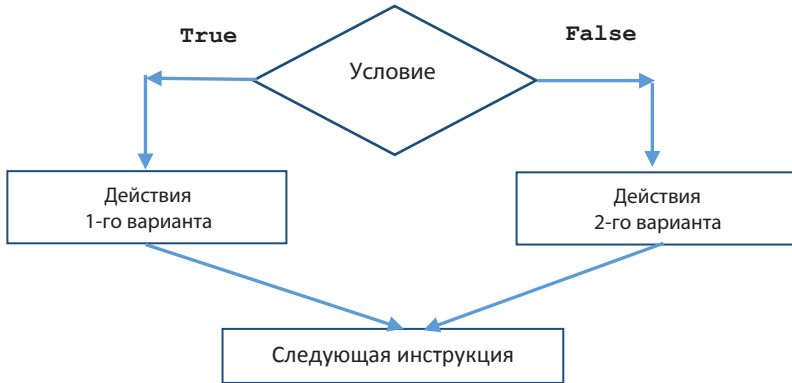 True
False
Условие
Действия
1-го варианта
Действия
2-го варианта
Следующая инструкция